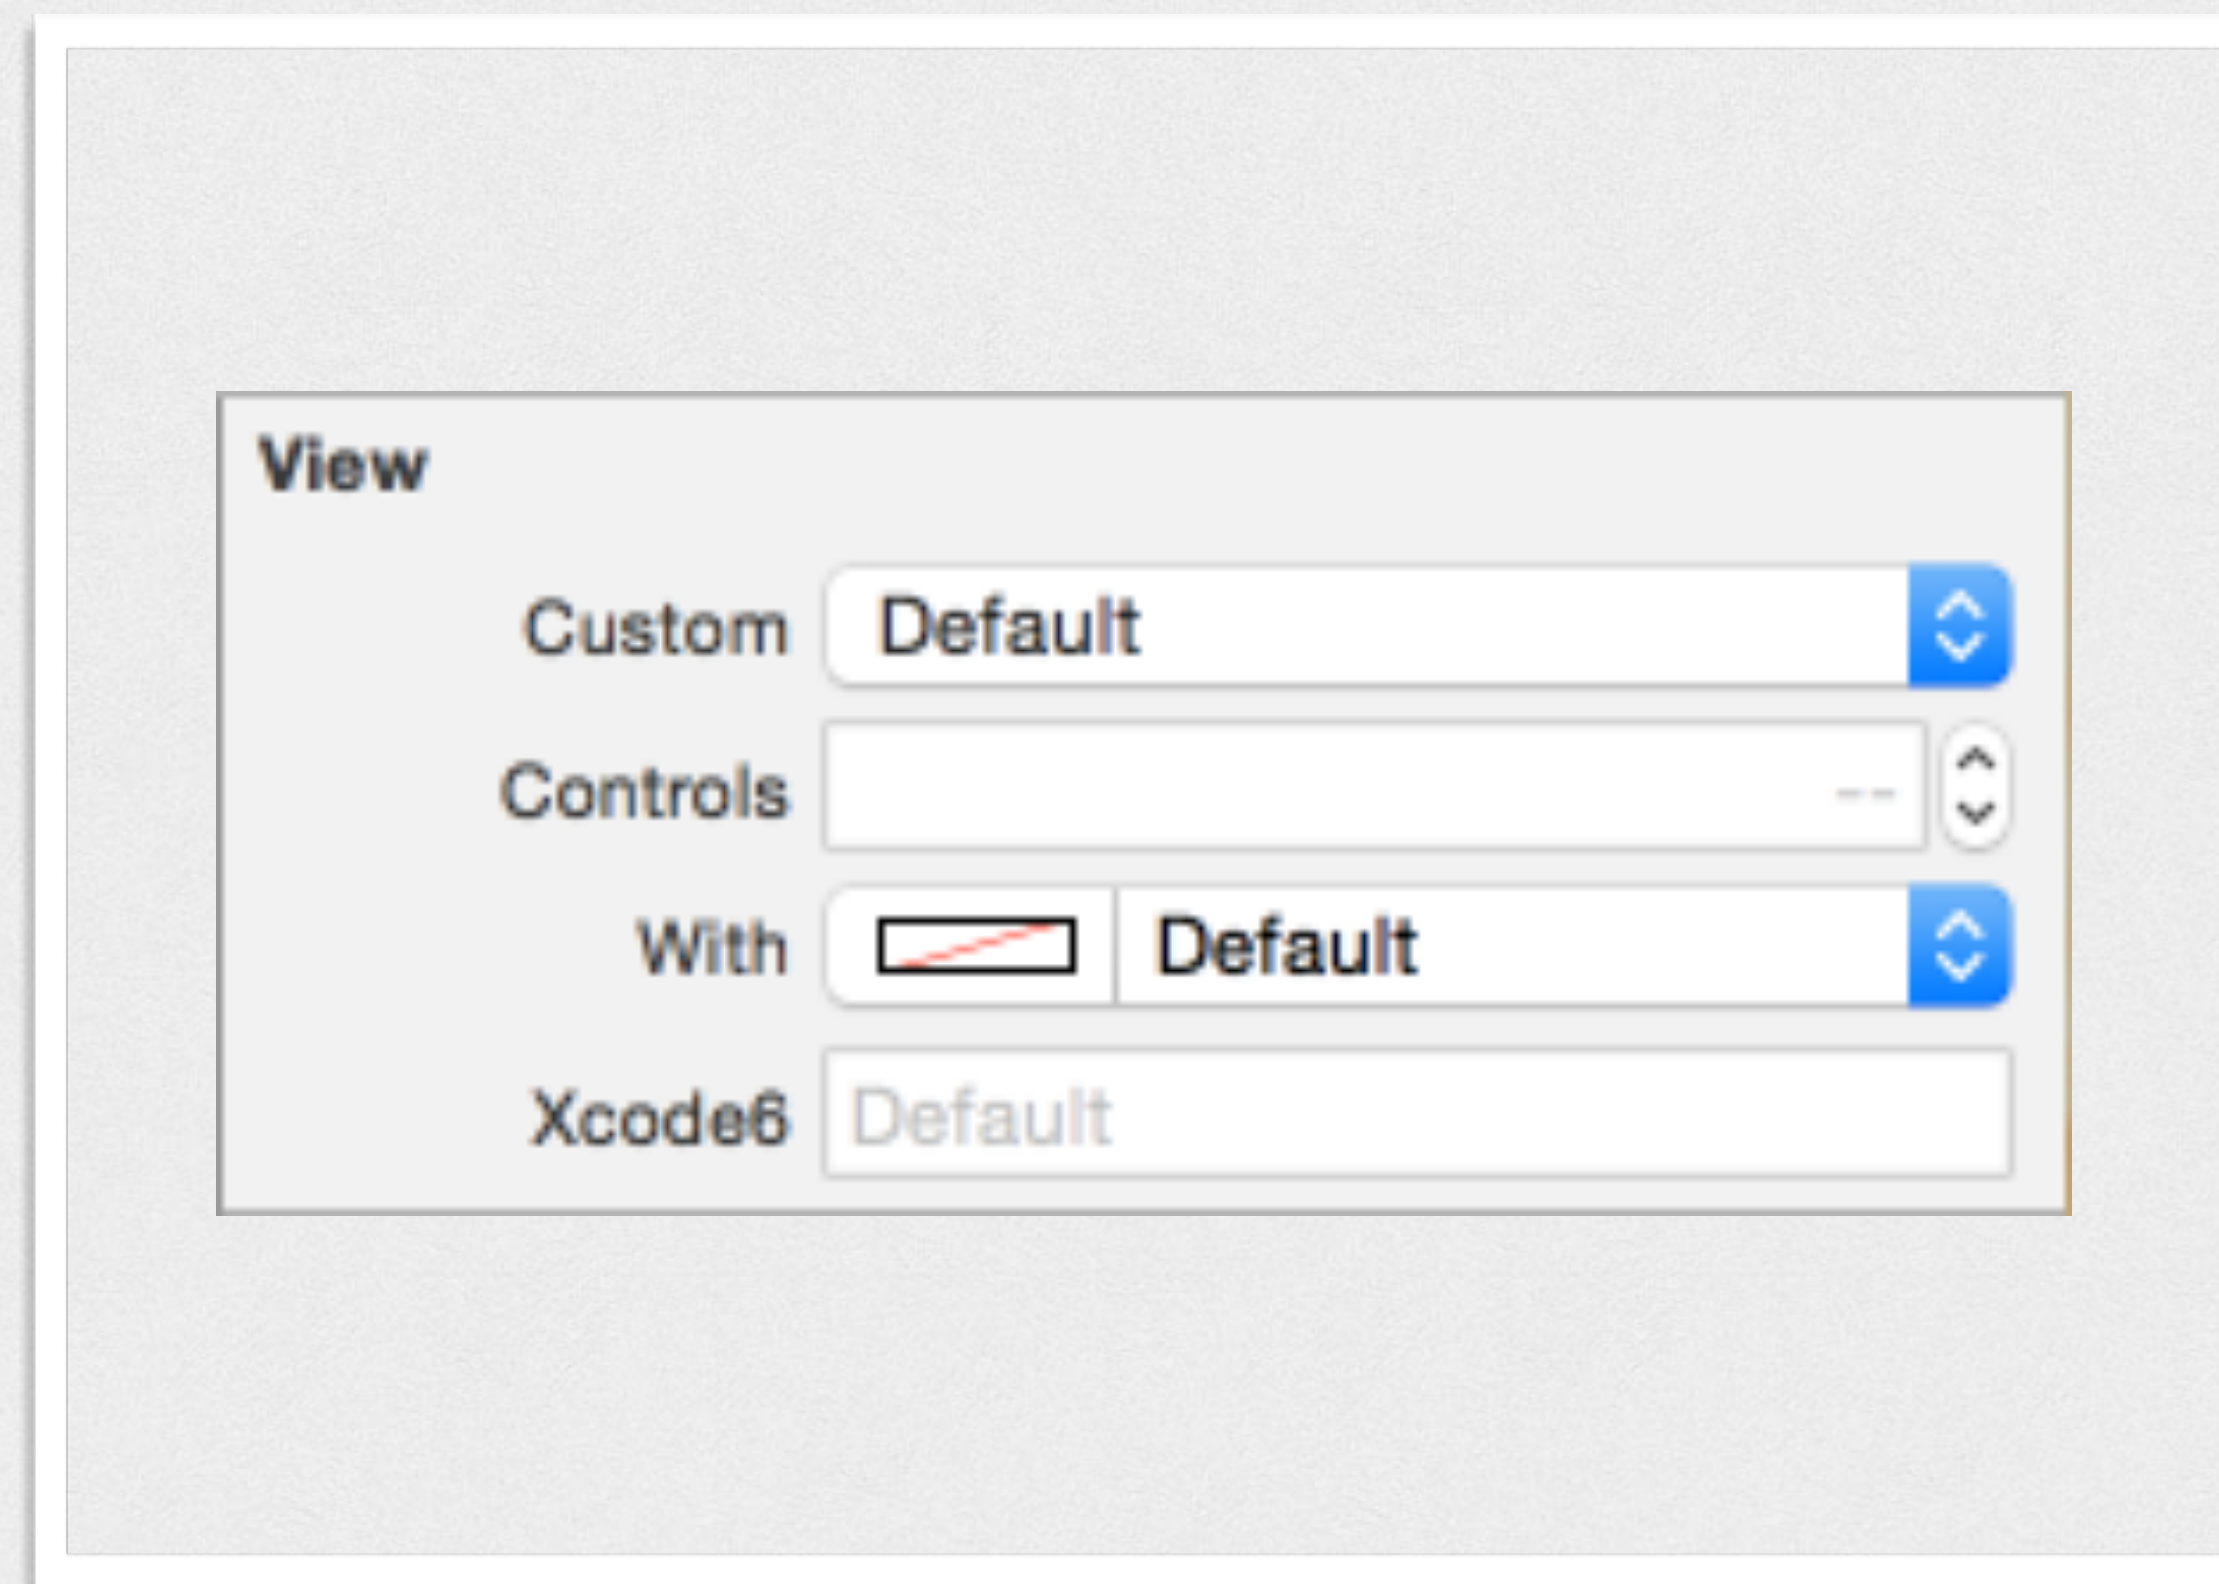 View
Custom Default
Controls --
With Default
Xcode6 Default